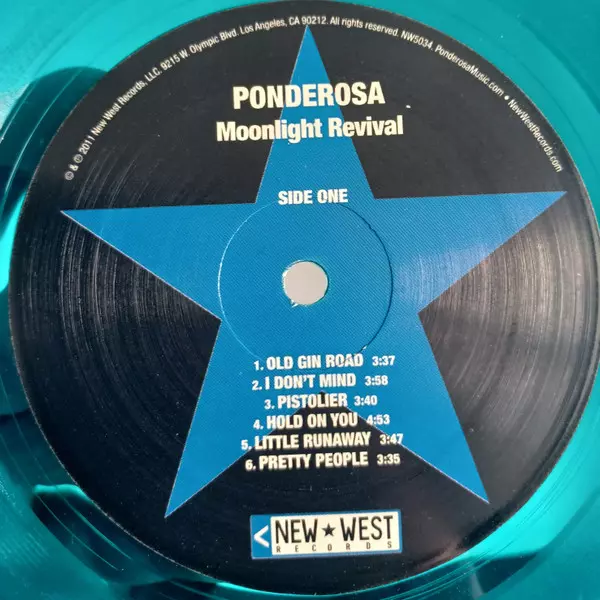 ℗ & © 2011 New West Records, LLC. 9215 W. Olympic Blvd. Los Angeles, CA 90212. All rights reserved. NW5034. PonderosaMusic.com • NewWestRecords.com
PONDEROSA
Moonlight Revival
SIDE ONE
1. OLD GIN ROAD 3:37
2. I DON'T MIND 3:58
3. PISTOLIER 3:40
4. HOLD ON YOU 4:53
5. LITTLE RUNAWAY 3:47
6. PRETTY PEOPLE 3:35
< NEW★WEST
RECORDS